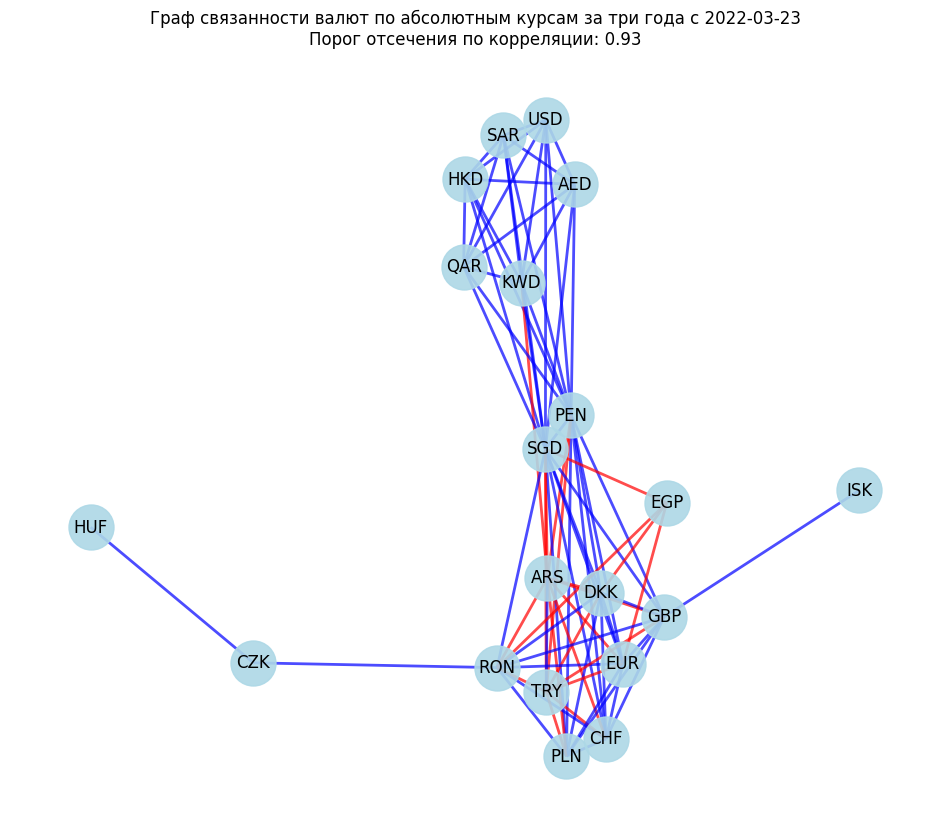 Граф связанности валют по абсолютным курсам за три года с 2022-03-23
Порог отсечения по корреляции: 0.93
USD
SAR
HKD
AED
QAR
KWD
PEN
SGD
ISK
EGP
HUF
ARS
DKK
GBP
CZK
RON
EUR
TRY
CHF
PLN